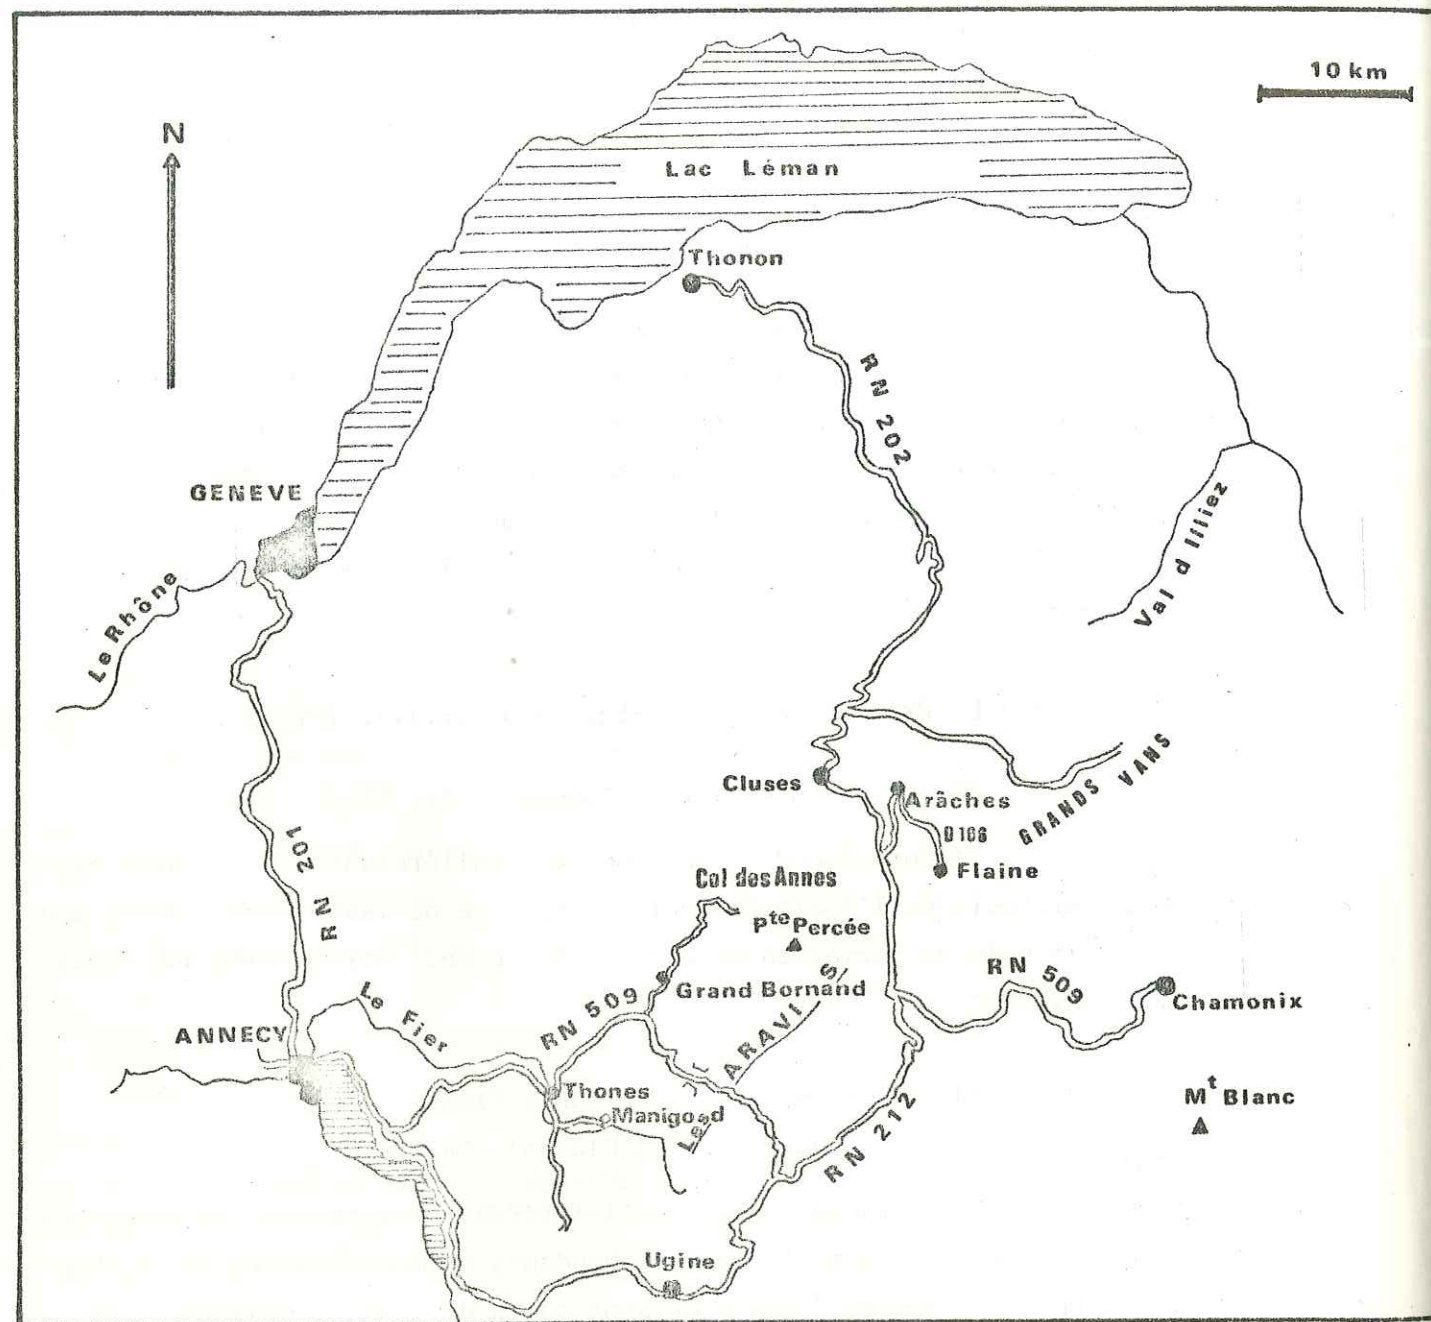 10 km
N
Lac Léman
Thonon
RN 202
GENEVE
Le Rhône
Val d Illiez
Cluses
Arâches
D 106
GRANDS VANS
Flaine
RN 201
Col des Annes
Pte Percée
RN 509
Grand Bornand
RN 509
Chamonix
Le Fier
ANNECY
Les ARAVIS
Thones
Manigod
Mt Blanc
RN 212
Ugine